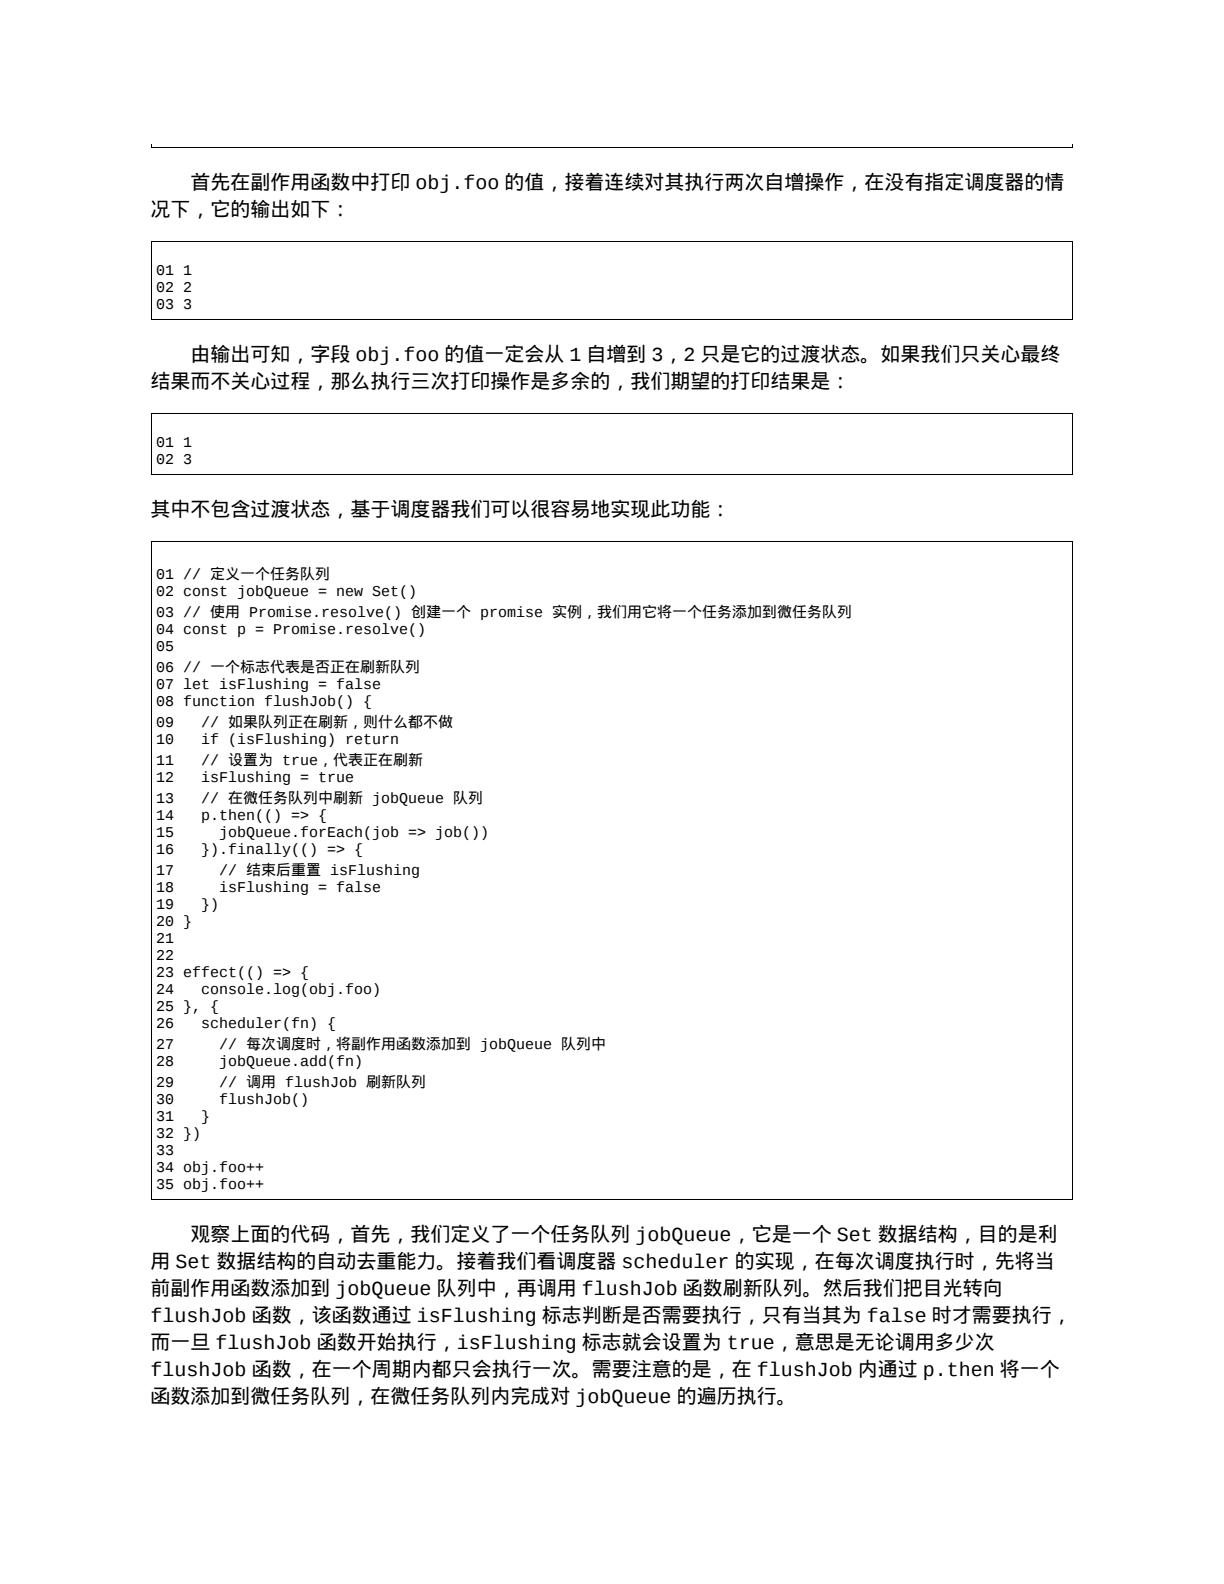 首先在副作用函数中打印 obj.foo 的值，接着连续对其执行两次自增操作，在没有指定调度器的情
况下，它的输出如下：
01 1
02 2
03 3
由输出可知，字段 obj.foo 的值一定会从 1 自增到 3，2 只是它的过渡状态。如果我们只关心最终
结果而不关心过程，那么执行三次打印操作是多余的，我们期望的打印结果是：
01 1
02 3
其中不包含过渡状态，基于调度器我们可以很容易地实现此功能：
01 // 定义一个任务队列
02 const jobQueue = new Set()
03 // 使用 Promise.resolve() 创建一个 promise 实例，我们用它将一个任务添加到微任务队列
04 const p = Promise.resolve()
05
06 // 一个标志代表是否正在刷新队列
07 let isFlushing = false
08 function flushJob() {
09   // 如果队列正在刷新，则什么都不做
10   if (isFlushing) return
11   // 设置为 true，代表正在刷新
12   isFlushing = true
13   // 在微任务队列中刷新 jobQueue 队列
14   p.then(() => {
15     jobQueue.forEach(job => job())
16   }).finally(() => {
17     // 结束后重置 isFlushing
18     isFlushing = false
19   })
20 }
21
22
23 effect(() => {
24   console.log(obj.foo)
25 }, {
26   scheduler(fn) {
27     // 每次调度时，将副作用函数添加到 jobQueue 队列中
28     jobQueue.add(fn)
29     // 调用 flushJob 刷新队列
30     flushJob()
31   }
32 })
33
34 obj.foo++
35 obj.foo++
观察上面的代码，首先，我们定义了一个任务队列 jobQueue，它是一个 Set 数据结构，目的是利
用 Set 数据结构的自动去重能力。接着我们看调度器 scheduler 的实现，在每次调度执行时，先将当
前副作用函数添加到 jobQueue 队列中，再调用 flushJob 函数刷新队列。然后我们把目光转向
flushJob 函数，该函数通过 isFlushing 标志判断是否需要执行，只有当其为 false 时才需要执行，
而一旦 flushJob 函数开始执行，isFlushing 标志就会设置为 true，意思是无论调用多少次
flushJob 函数，在一个周期内都只会执行一次。需要注意的是，在 flushJob 内通过 p.then 将一个
函数添加到微任务队列，在微任务队列内完成对 jobQueue 的遍历执行。